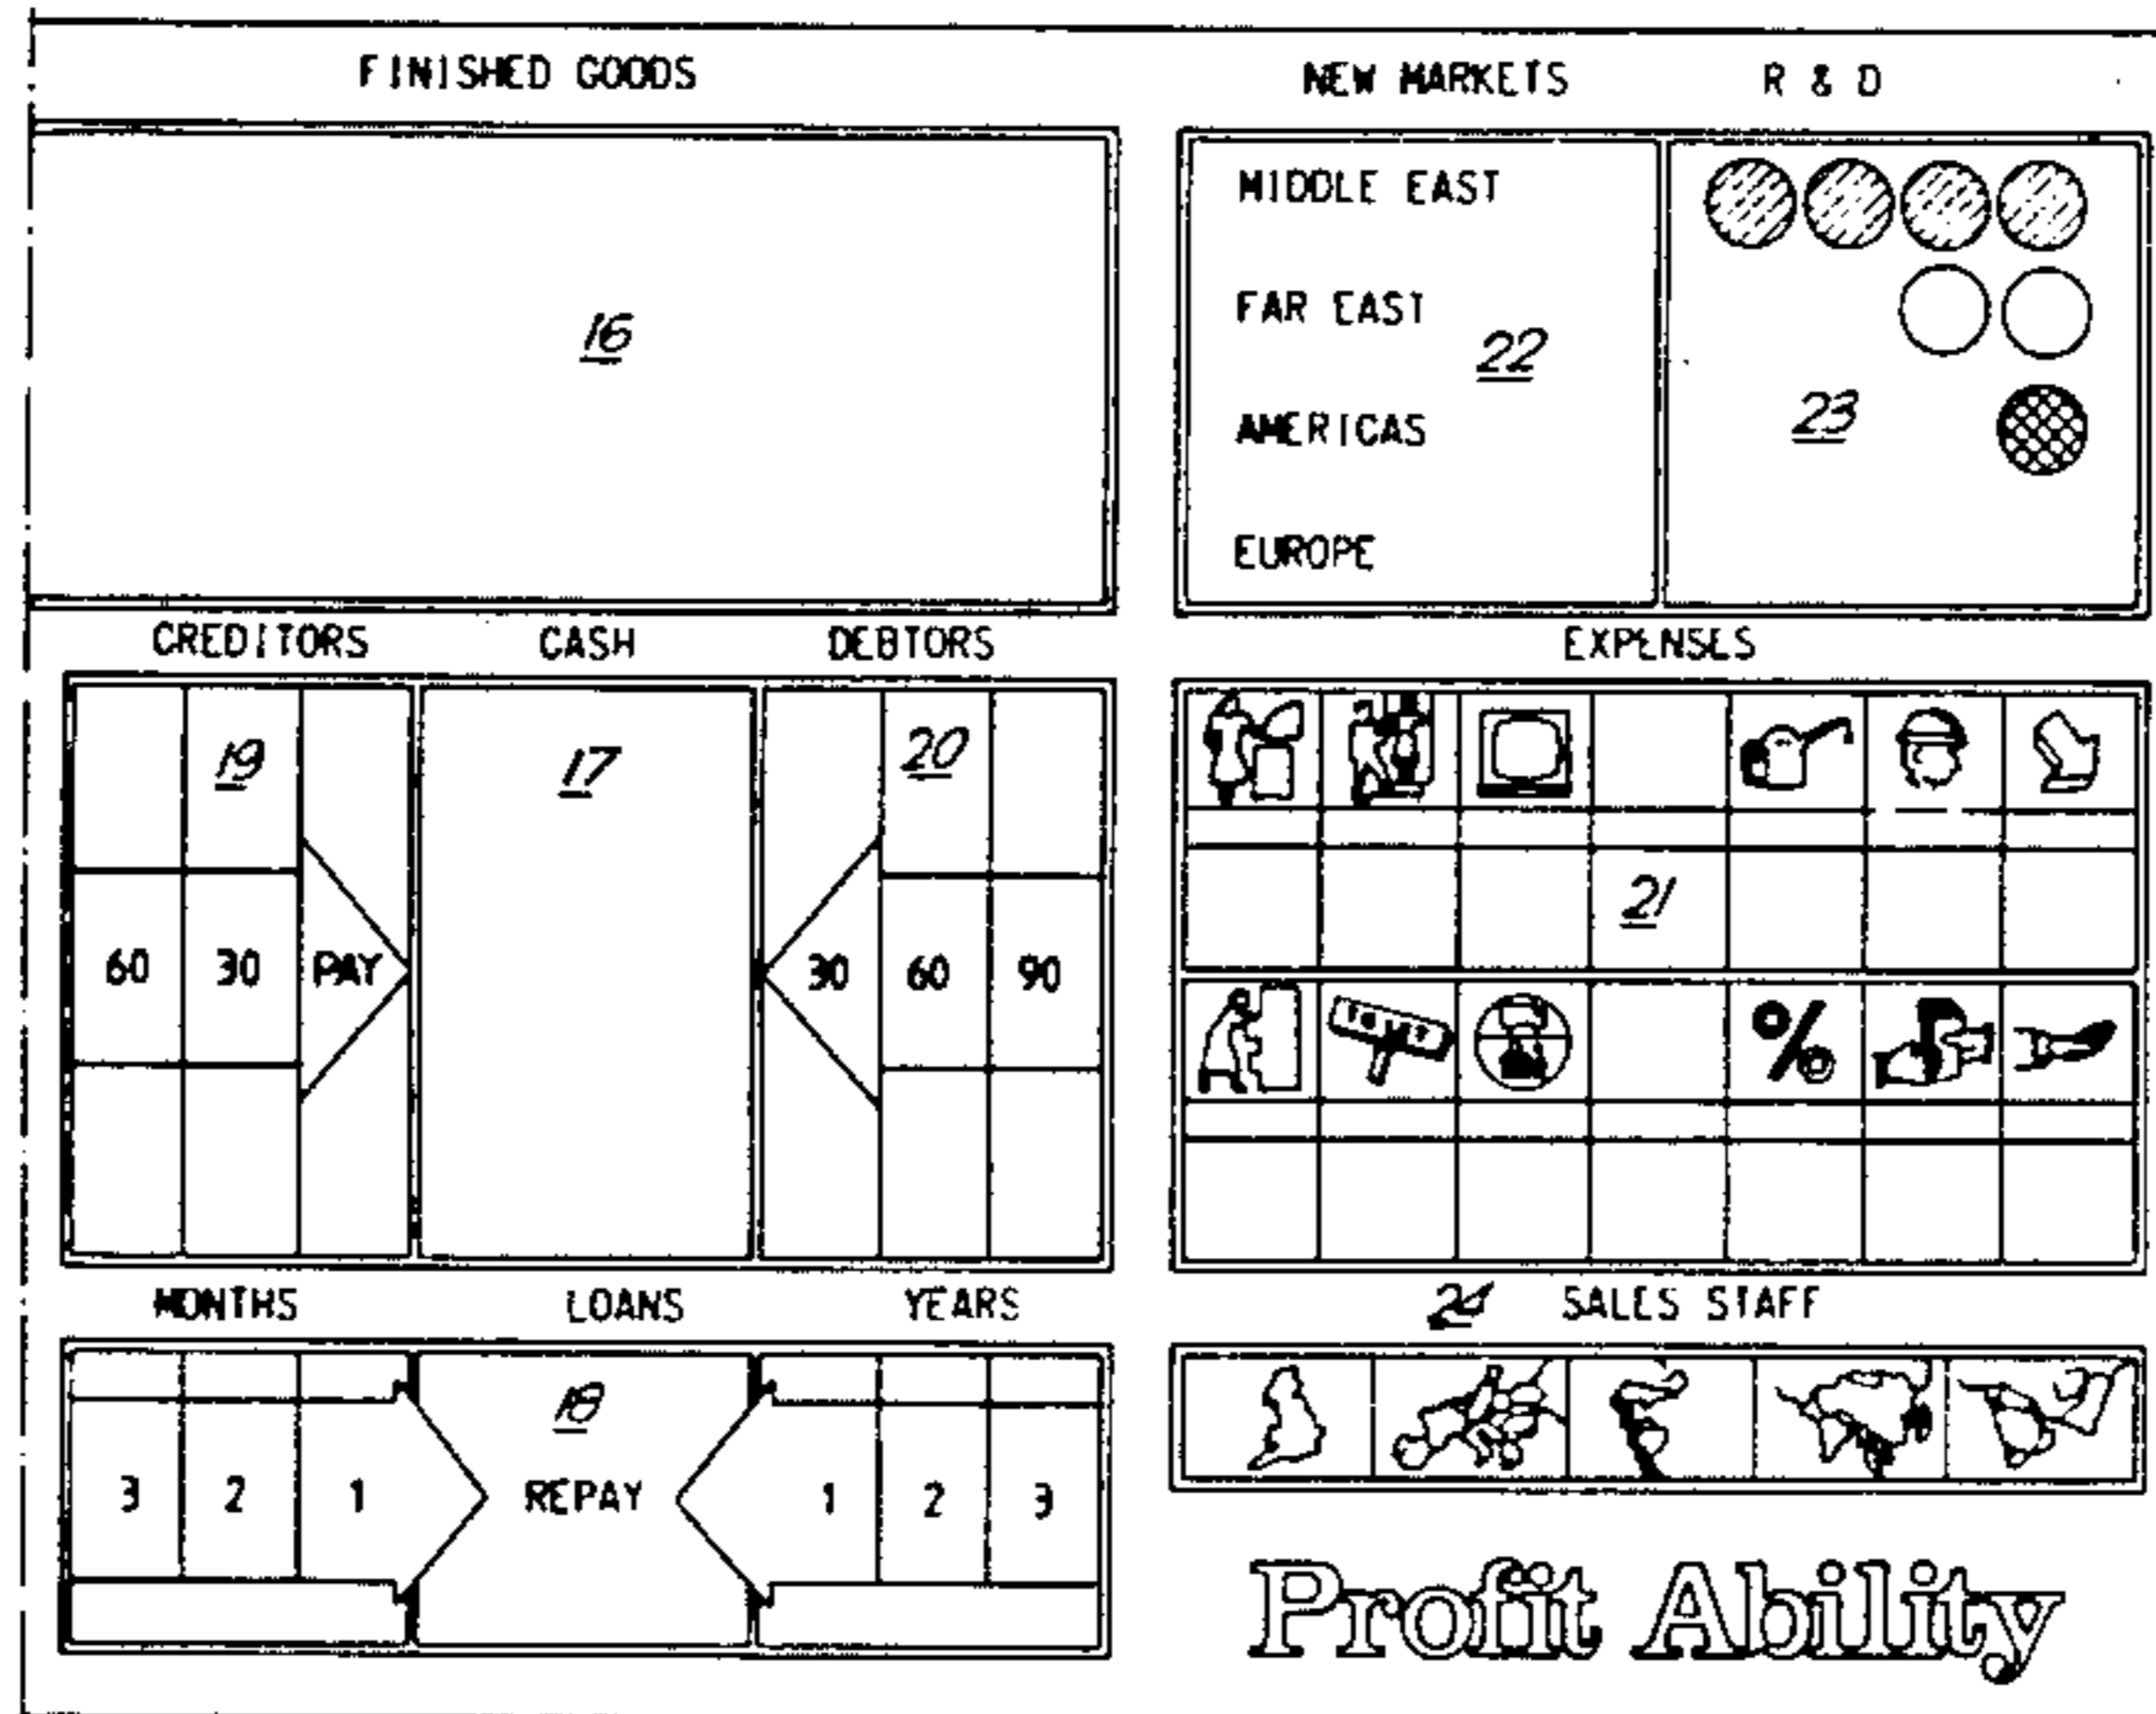 FINISHED GOODS
NEW MARKETS R & D
16
MIDDLE EAST
FAR EAST
22
AMERICAS
23
EUROPE
CREDITORS CASH DEBTORS
EXPENSES
19 17 20
21
60 30 PAY 30 60 90
TO LET
%
MONTHS LOANS YEARS
24 SALES STAFF
18
3 2 1 REPAY 1 2 3
Profit Ability